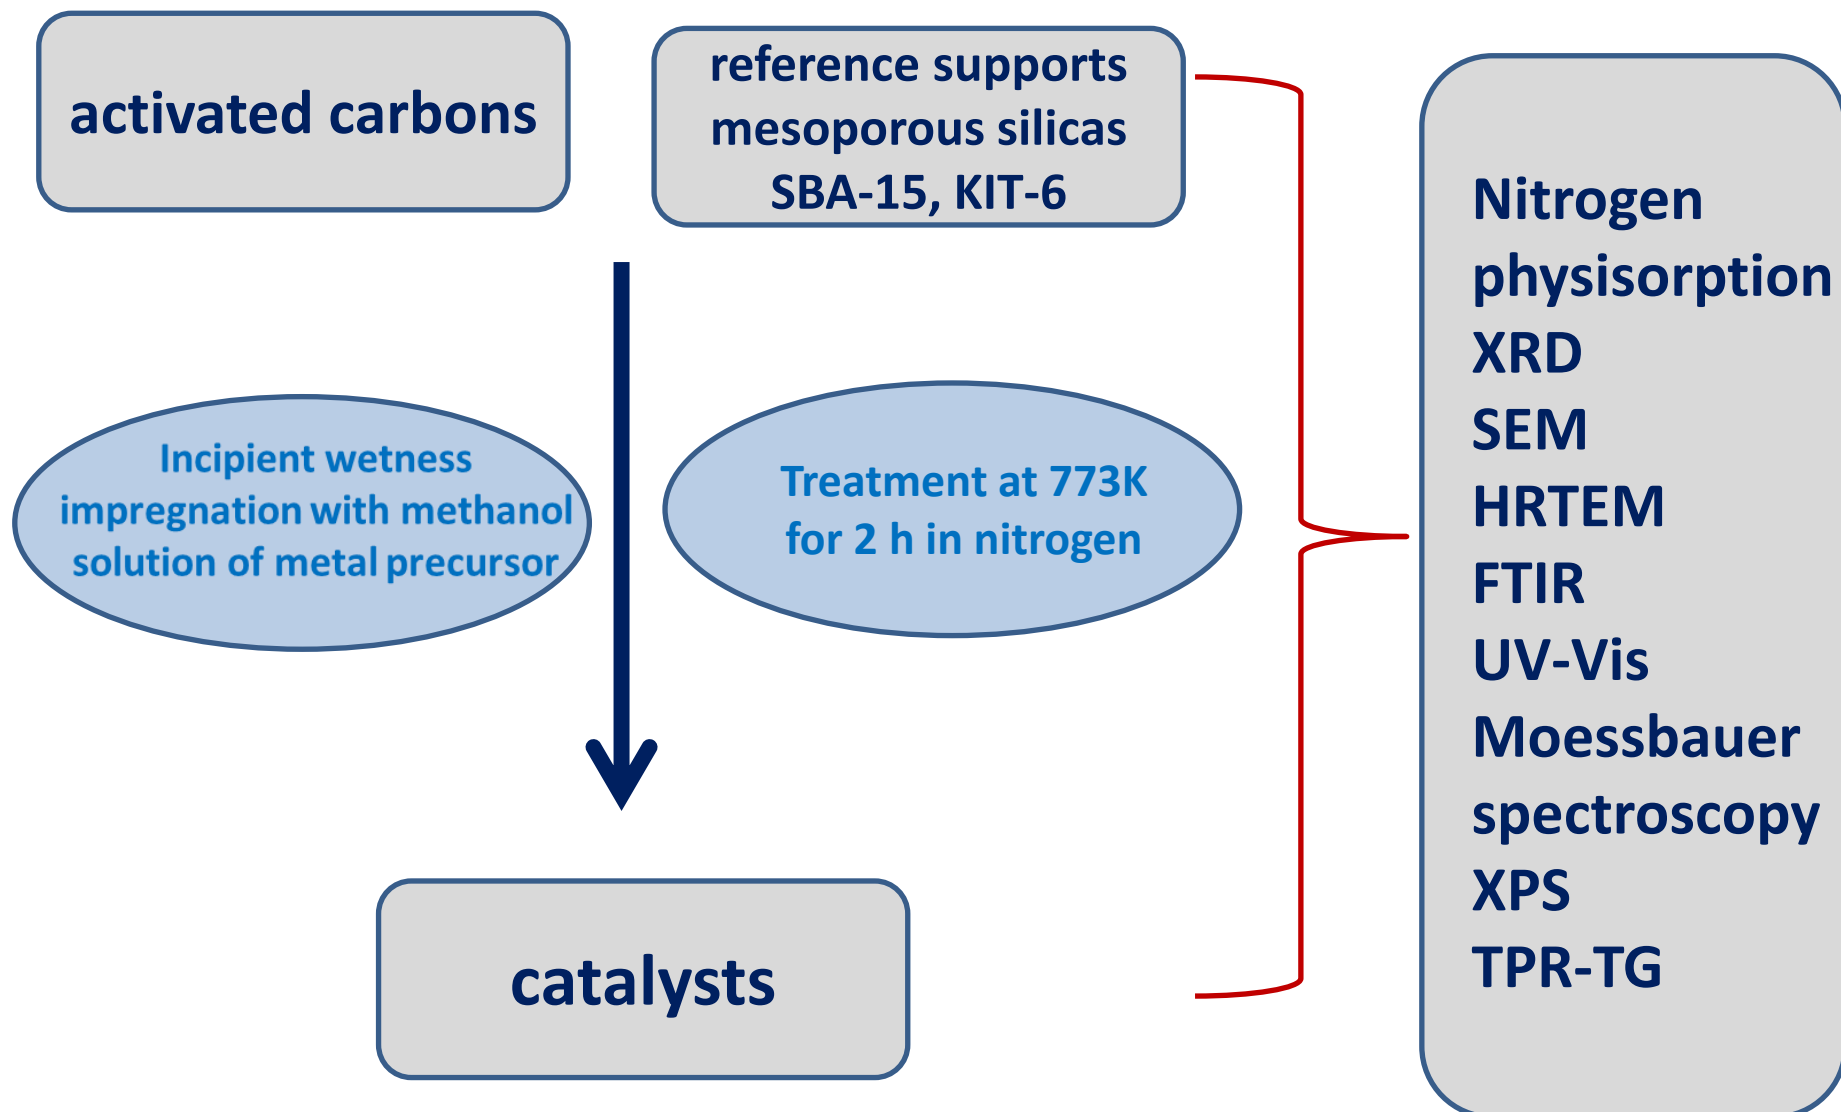 activated carbons
reference supports
mesoporous silicas
SBA-15, KIT-6
Incipient wetness
impregnation with methanol
solution of metal precursor
Treatment at 773K
for 2 h in nitrogen
catalysts
Nitrogen
physisorption
XRD
SEM
HRTEM
FTIR
UV-Vis
Moessbauer
spectroscopy
XPS
TPR-TG